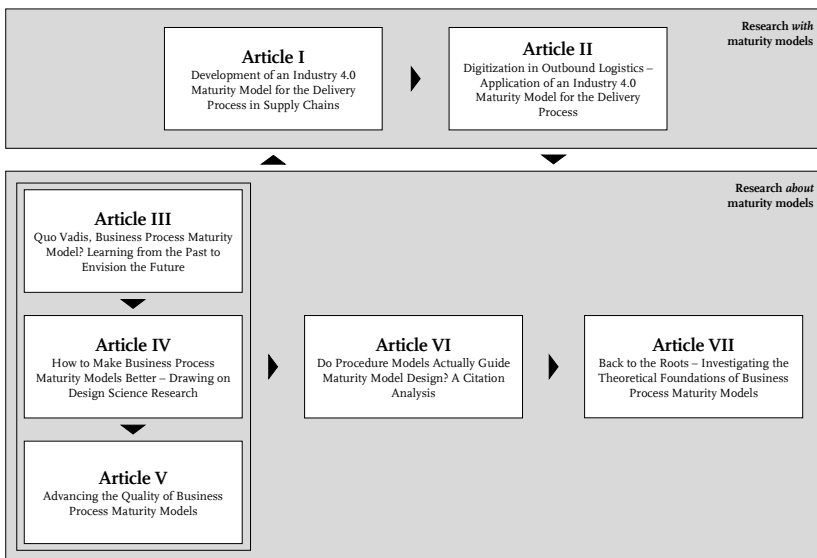 Research with
maturity models
Article I
Development of an Industry 4.0
Maturity Model for the Delivery
Process in Supply Chains
Article II
Digitization in Outbound Logistics –
Application of an Industry 4.0
Maturity Model for the Delivery
Process
Research about
maturity models
Article III
Quo Vadis, Business Process Maturity
Model? Learning from the Past to
Envision the Future
Article IV
How to Make Business Process
Maturity Models Better – Drawing on
Design Science Research
Article V
Advancing the Quality of Business
Process Maturity Models
Article VI
Do Procedure Models Actually Guide
Maturity Model Design? A Citation
Analysis
Article VII
Back to the Roots – Investigating the
Theoretical Foundations of Business
Process Maturity Models